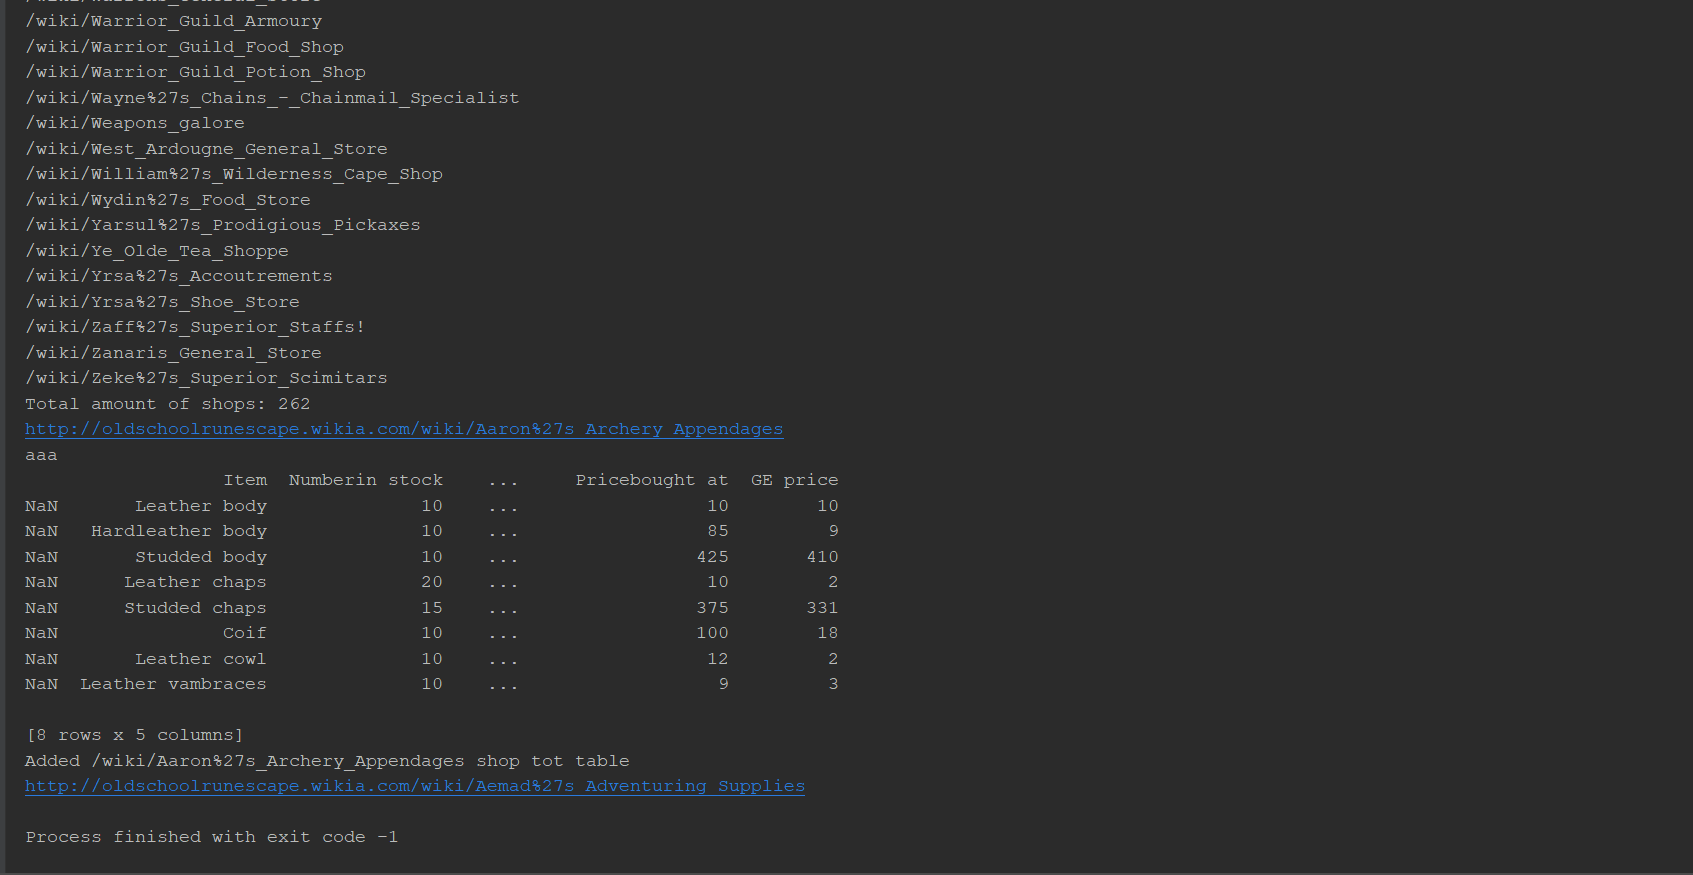 /wiki/Warrior_Guild_Armoury
/wiki/Warrior_Guild_Food_Shop
/wiki/Warrior_Guild_Potion_Shop
/wiki/Wayne%27s_Chains_-_Chainmail_Specialist
/wiki/Weapons_galore
/wiki/West_Ardougne_General_Store
/wiki/William%27s_Wilderness_Cape_Shop
/wiki/Wydin%27s_Food_Store
/wiki/Yarsul%27s_Prodigious_Pickaxes
/wiki/Ye_Olde_Tea_Shoppe
/wiki/Yrsa%27s_Accoutrements
/wiki/Yrsa%27s_Shoe_Store
/wiki/Zaff%27s_Superior_Staffs!
/wiki/Zanaris_General_Store
/wiki/Zeke%27s_Superior_Scimitars
Total amount of shops: 262
http://oldschoolrunescape.wikia.com/wiki/Aaron%27s_Archery_Appendages
aaa
Item Numberin stock ... Pricebought at GE price
NaN Leather body 10 ... 10 10
NaN Hardleather body 10 ... 85 9
NaN Studded body 10 ... 425 410
NaN Leather chaps 20 ... 10 2
NaN Studded chaps 15 ... 375 331
NaN Coif 10 ... 100 18
NaN Leather cowl 10 ... 12 2
NaN Leather vambraces 10 ... 9 3
[8 rows x 5 columns]
Added /wiki/Aaron%27s_Archery_Appendages shop tot table
http://oldschoolrunescape.wikia.com/wiki/Aemad%27s_Adventuring_Supplies
Process finished with exit code -1